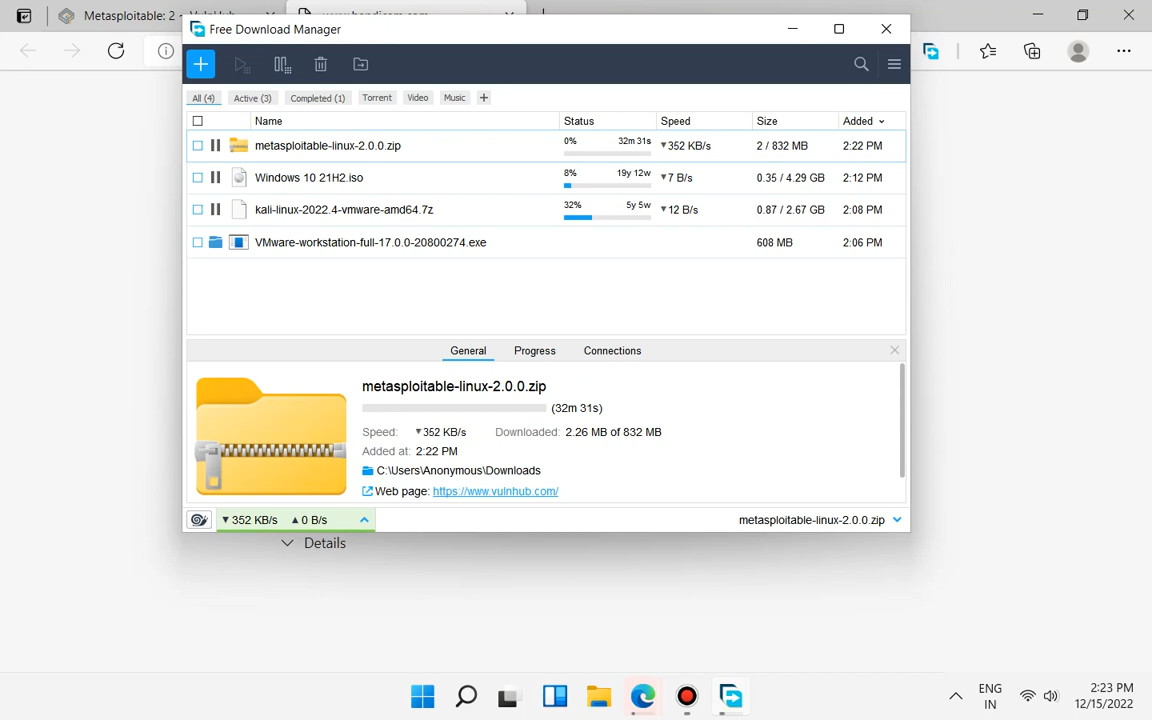 Metasploitable: 2 ~ VulnHub
www.bandicam.com
Free Download Manager
All (4) Active (3) Completed (1) Torrent Video Music +
Name Status Speed Size Added
metasploitable-linux-2.0.0.zip 0% 32m 31s ▾352 KB/s 2 / 832 MB 2:22 PM
Windows 10 21H2.iso 8% 19y 12w ▾7 B/s 0.35 / 4.29 GB 2:12 PM
kali-linux-2022.4-vmware-amd64.7z 32% 5y 5w ▾12 B/s 0.87 / 2.67 GB 2:08 PM
VMware-workstation-full-17.0.0-20800274.exe 608 MB 2:06 PM
General Progress Connections
metasploitable-linux-2.0.0.zip
(32m 31s)
Speed: ▾352 KB/s Downloaded: 2.26 MB of 832 MB
Added at: 2:22 PM
C:\Users\Anonymous\Downloads
Web page: https://www.vulnhub.com/
▾352 KB/s ▴0 B/s metasploitable-linux-2.0.0.zip
Details
ENG
IN
2:23 PM
12/15/2022